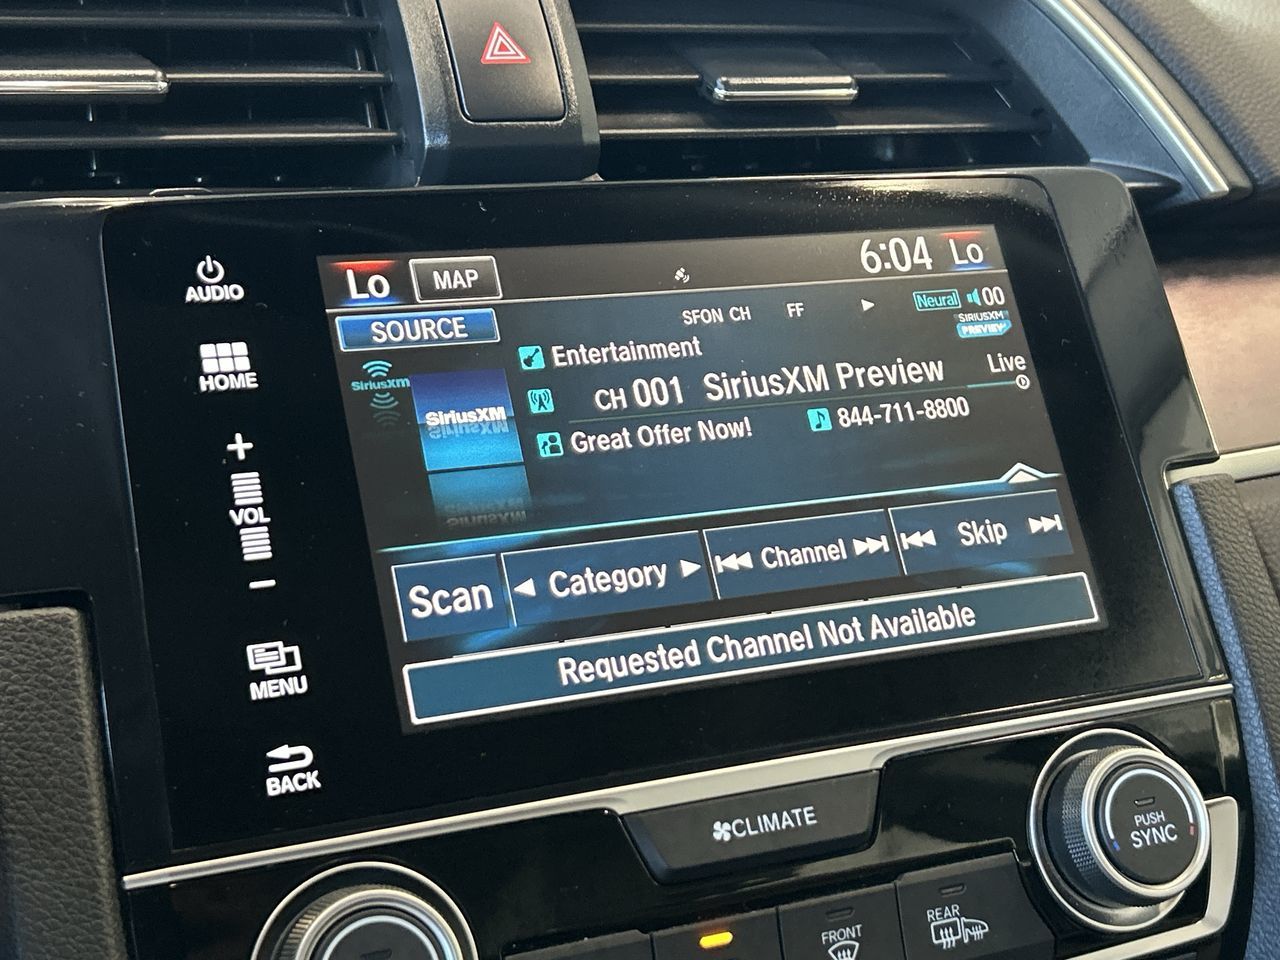 AUDIO
HOME
+
VOL
−
MENU
BACK
Lo
MAP
6:04
Lo
SOURCE
SFON CH
FF
Neural
00
SIRIUSXM
PREVIEW
SiriusXM
SiriusXM
Entertainment
CH 001 SiriusXM Preview
Live
Great Offer Now!
844-711-8800
Scan
Category
Channel
Skip
Requested Channel Not Available
CLIMATE
PUSH
SYNC
FRONT
REAR